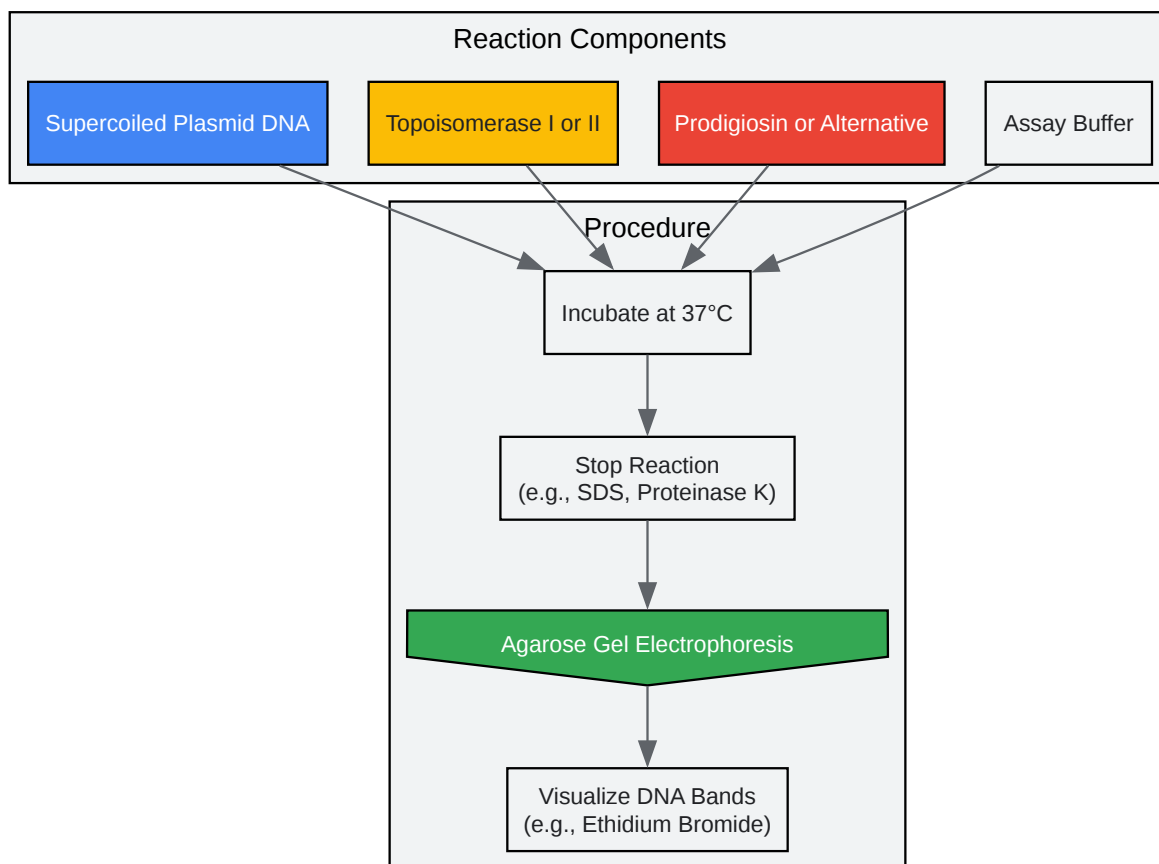 Reaction Components
Supercoiled Plasmid DNA
Topoisomerase I or II
Prodigiosin or Alternative
Assay Buffer
Procedure
Incubate at 37°C
Stop Reaction
(e.g., SDS, Proteinase K)
Agarose Gel Electrophoresis
Visualize DNA Bands
(e.g., Ethidium Bromide)